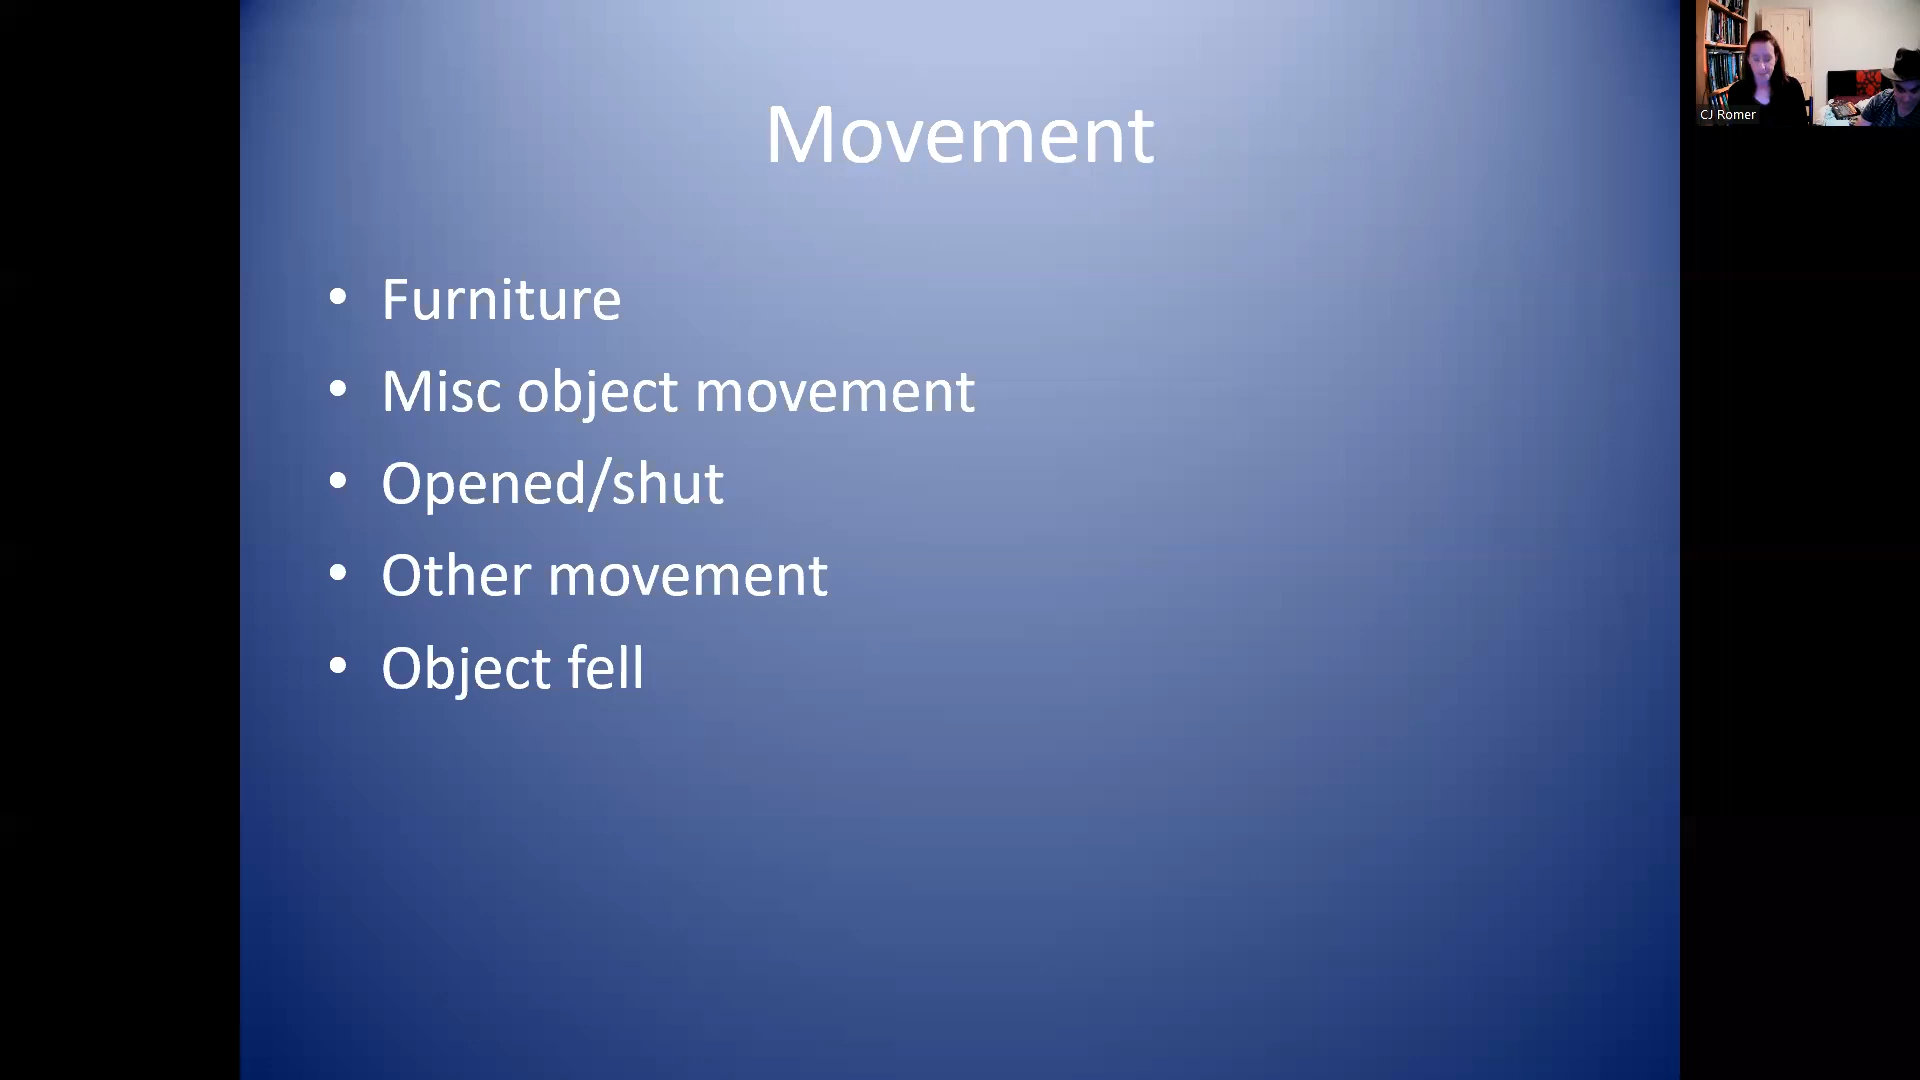 Movement
CJ Romer
• Furniture
• Misc object movement
• Opened/shut
• Other movement
• Object fell